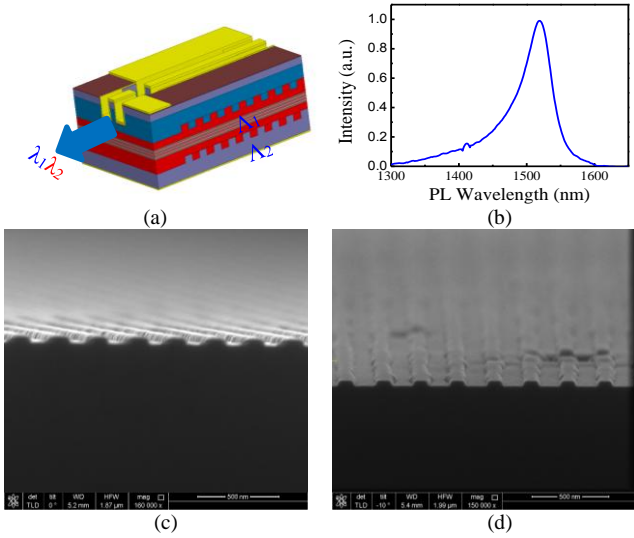 Λ₁
Λ₂
λ₁λ₂
(a)
Intensity (a.u.)
1.0
0.8
0.6
0.4
0.2
0.0
1300 1400 1500 1600
PL Wavelength (nm)
(b)
det tilt WD HFW mag 500 nm
TLD 0 ° 5.2 mm 1.87 µm 160 000 x
(c)
det tilt WD HFW mag 500 nm
TLD -10 ° 5.4 mm 1.99 µm 150 000 x
(d)